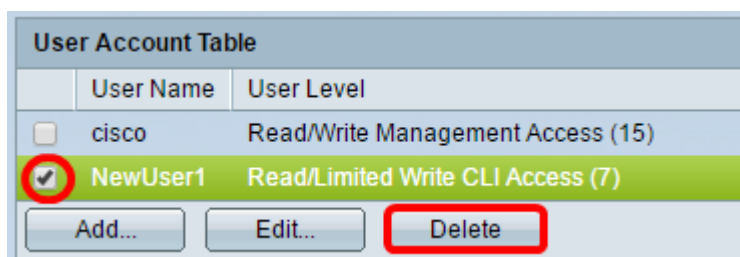 User Account Table
User Name User Level
cisco Read/Write Management Access (15)
NewUser1 Read/Limited Write CLI Access (7)
Add... Edit... Delete